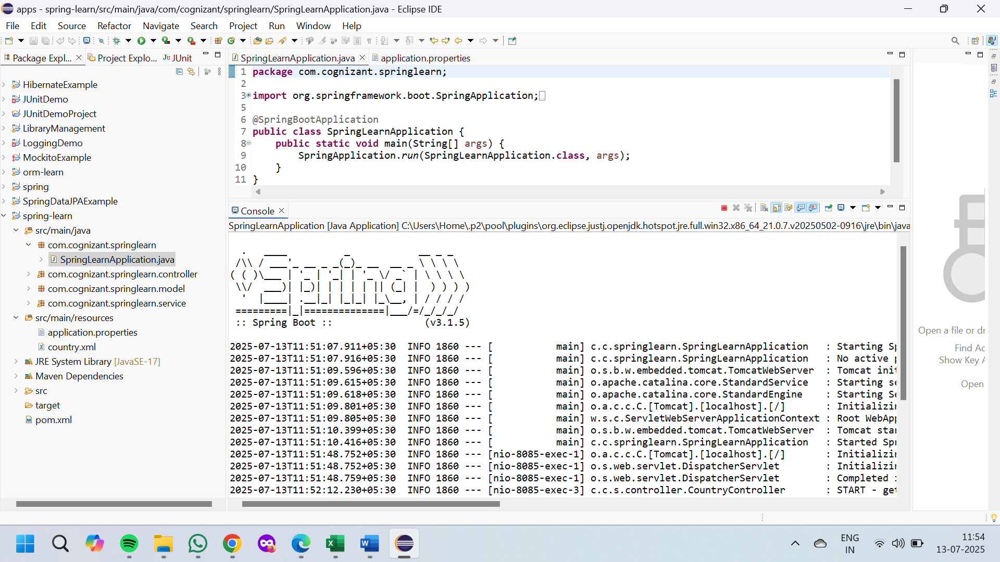 apps - spring-learn/src/main/java/com/cognizant/springlearn/SpringLearnApplication.java - Eclipse IDE
File Edit Source Refactor Navigate Search Project Run Window Help
Package Expl... Project Explo... JUnit
HibernateExample
JUnitDemo
JUnitDemoProject
LibraryManagement
LoggingDemo
MockitoExample
orm-learn
spring
SpringDataJPAExample
spring-learn
src/main/java
com.cognizant.springlearn
SpringLearnApplication.java
com.cognizant.springlearn.controller
com.cognizant.springlearn.model
com.cognizant.springlearn.service
src/main/resources
application.properties
country.xml
JRE System Library [JavaSE-17]
Maven Dependencies
src
target
pom.xml
SpringLearnApplication.java application.properties
1 package com.cognizant.springlearn;
2
3 import org.springframework.boot.SpringApplication;
5
6 @SpringBootApplication
7 public class SpringLearnApplication {
8 public static void main(String[] args) {
9 SpringApplication.run(SpringLearnApplication.class, args);
10 }
11 }
Console
SpringLearnApplication [Java Application] C:\Users\Home\.p2\pool\plugins\org.eclipse.justj.openjdk.hotspot.jre.full.win32.x86_64_21.0.7.v20250502-0916\jre\bin\java
Spring
:: Spring Boot :: (v3.1.5)
2025-07-13T11:51:07.911+05:30 INFO 1860 --- [ main] c.c.springlearn.SpringLearnApplication : Starting Sp
2025-07-13T11:51:07.916+05:30 INFO 1860 --- [ main] c.c.springlearn.SpringLearnApplication : No active p
2025-07-13T11:51:09.596+05:30 INFO 1860 --- [ main] o.s.b.w.embedded.tomcat.TomcatWebServer : Tomcat init
2025-07-13T11:51:09.615+05:30 INFO 1860 --- [ main] o.apache.catalina.core.StandardService : Starting se
2025-07-13T11:51:09.618+05:30 INFO 1860 --- [ main] o.apache.catalina.core.StandardEngine : Starting Se
2025-07-13T11:51:09.801+05:30 INFO 1860 --- [ main] o.a.c.c.C.[Tomcat].[localhost].[/] : Initializin
2025-07-13T11:51:09.805+05:30 INFO 1860 --- [ main] w.s.c.ServletWebServerApplicationContext : Root WebApp
2025-07-13T11:51:10.399+05:30 INFO 1860 --- [ main] o.s.b.w.embedded.tomcat.TomcatWebServer : Tomcat star
2025-07-13T11:51:10.416+05:30 INFO 1860 --- [ main] c.c.springlearn.SpringLearnApplication : Started Spr
2025-07-13T11:51:48.752+05:30 INFO 1860 --- [nio-8085-exec-1] o.a.c.c.C.[Tomcat].[localhost].[/] : Initializin
2025-07-13T11:51:48.752+05:30 INFO 1860 --- [nio-8085-exec-1] o.s.web.servlet.DispatcherServlet : Initializin
2025-07-13T11:51:48.759+05:30 INFO 1860 --- [nio-8085-exec-1] o.s.web.servlet.DispatcherServlet : Completed i
2025-07-13T11:52:12.230+05:30 INFO 1860 --- [nio-8085-exec-3] c.c.s.controller.CountryController : START - get
Open a file or dr
Find Ac
Show Key A
Open
ENG
IN
11:54
13-07-2025